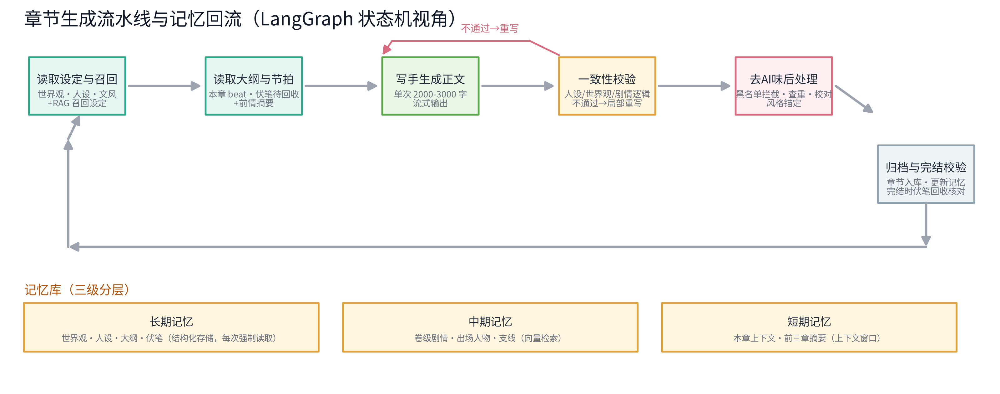 章节生成流水线与记忆回流（LangGraph 状态机视角）
不通过→重写
读取设定与召回
世界观・人设・文风
+RAG 召回设定
读取大纲与节拍
本章 beat・伏笔待回收
+前情摘要
写手生成正文
单次 2000-3000 字
流式输出
一致性校验
人设/世界观/剧情逻辑
不通过→局部重写
去AI味后处理
黑名单拦截・查重・校对
风格锚定
归档与完结校验
章节入库・更新记忆
完结时伏笔回收核对
记忆库（三级分层）
长期记忆
世界观・人设・大纲・伏笔（结构化存储，每次强制读取）
中期记忆
卷级剧情・出场人物・支线（向量检索）
短期记忆
本章上下文・前三章摘要（上下文窗口）